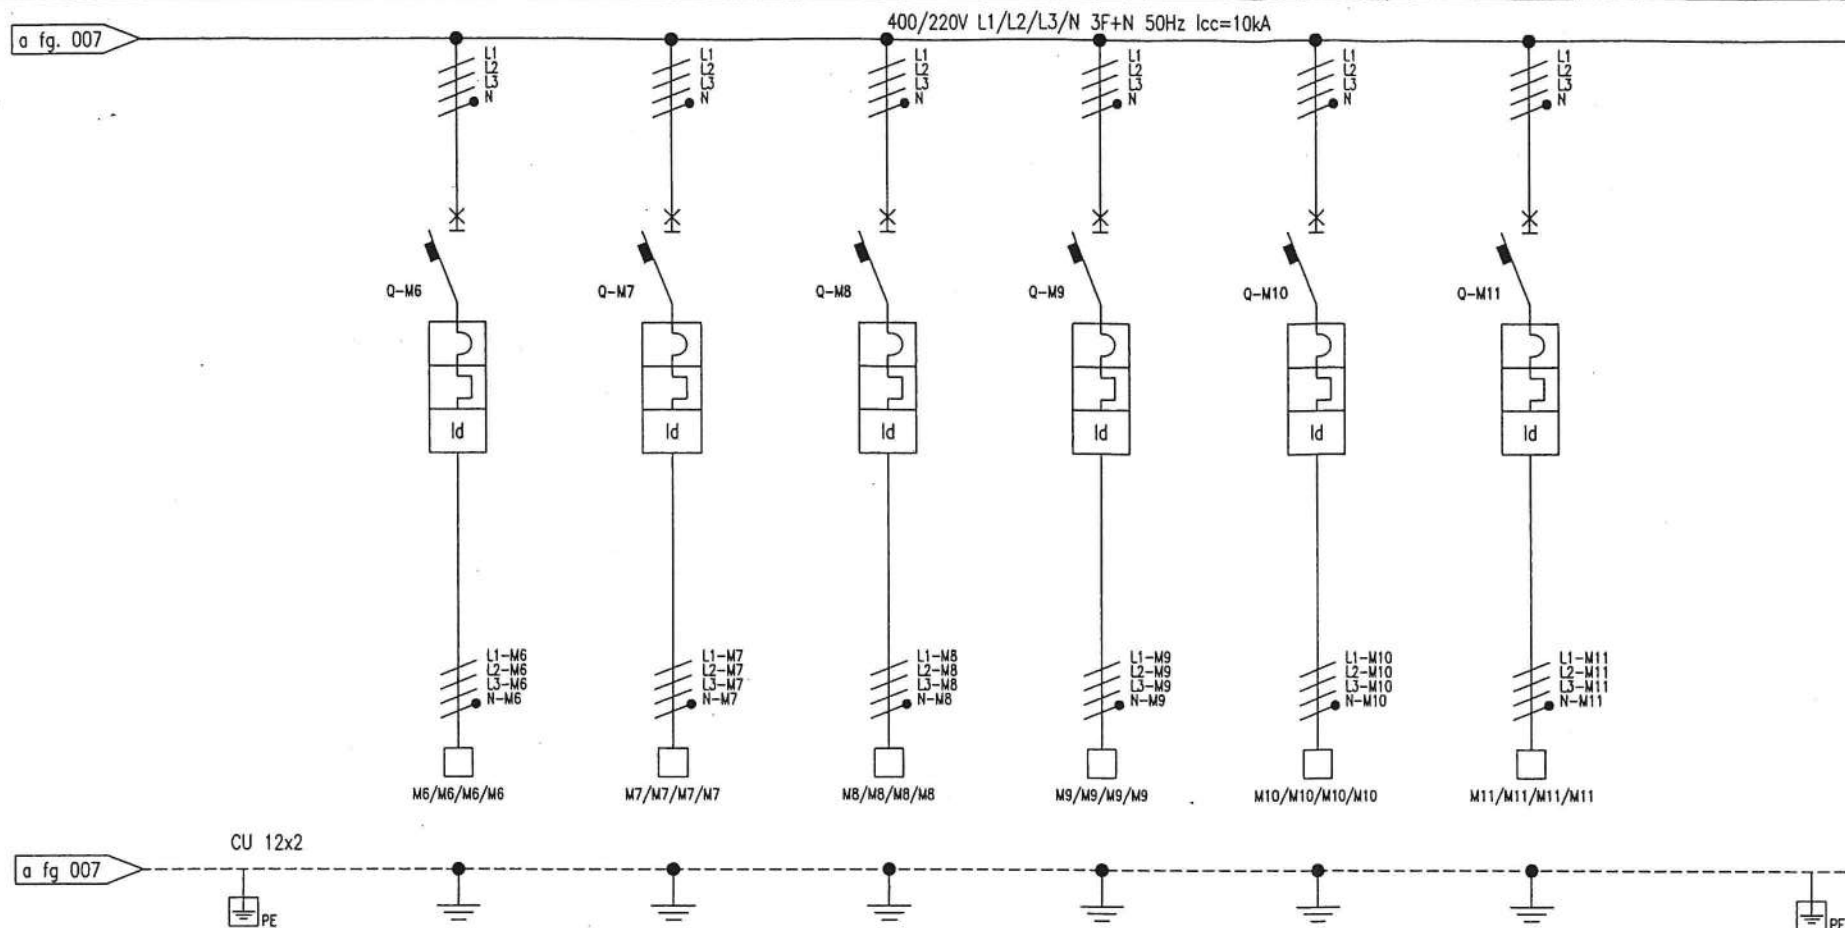 400/220V L1/L2/L3/N 3F+N 50Hz Icc=10kA
a fg. 007
L1
L2
L3
N
L1
L2
L3
N
L1
L2
L3
N
L1
L2
L3
N
L1
L2
L3
N
L1
L2
L3
N
Q-M6
Q-M7
Q-M8
Q-M9
Q-M10
Q-M11
Id
Id
Id
Id
Id
Id
L1-M6
L2-M6
L3-M6
N-M6
L1-M7
L2-M7
L3-M7
N-M7
L1-M8
L2-M8
L3-M8
N-M8
L1-M9
L2-M9
L3-M9
N-M9
L1-M10
L2-M10
L3-M10
N-M10
L1-M11
L2-M11
L3-M11
N-M11
M6/M6/M6/M6
M7/M7/M7/M7
M8/M8/M8/M8
M9/M9/M9/M9
M10/M10/M10/M10
M11/M11/M11/M11
CU 12x2
a fg 007
PE
PE